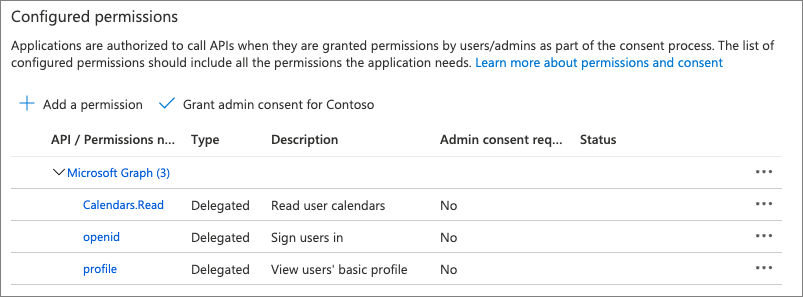 Configured permissions
Applications are authorized to call APIs when they are granted permissions by users/admins as part of the consent process. The list of
configured permissions should include all the permissions the application needs. Learn more about permissions and consent
Add a permission Grant admin consent for Contoso
API / Permissions n... Type Description Admin consent req... Status
Microsoft Graph (3) ...
Calendars.Read Delegated Read user calendars No ...
openid Delegated Sign users in No ...
profile Delegated View users' basic profile No ...